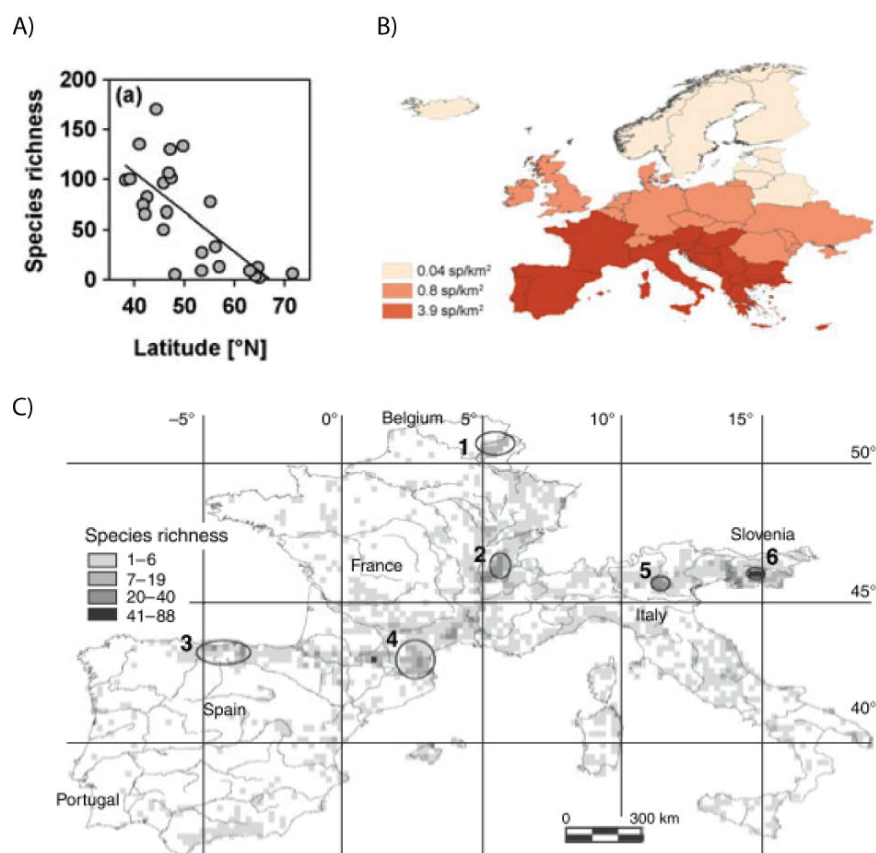 A)
(a)
200
150
100
50
0
Species richness
40 50 60 70
Latitude [°N]
B)
0.04 sp/km²
0.8 sp/km²
3.9 sp/km²
C)
−5° 0° 5° 10° 15°
Belgium
1
50°
Species richness
1–6
7–19
20–40
41–88
France
2
Slovenia
5 6
45°
Italy
3 4
Spain
40°
Portugal
0 300 km